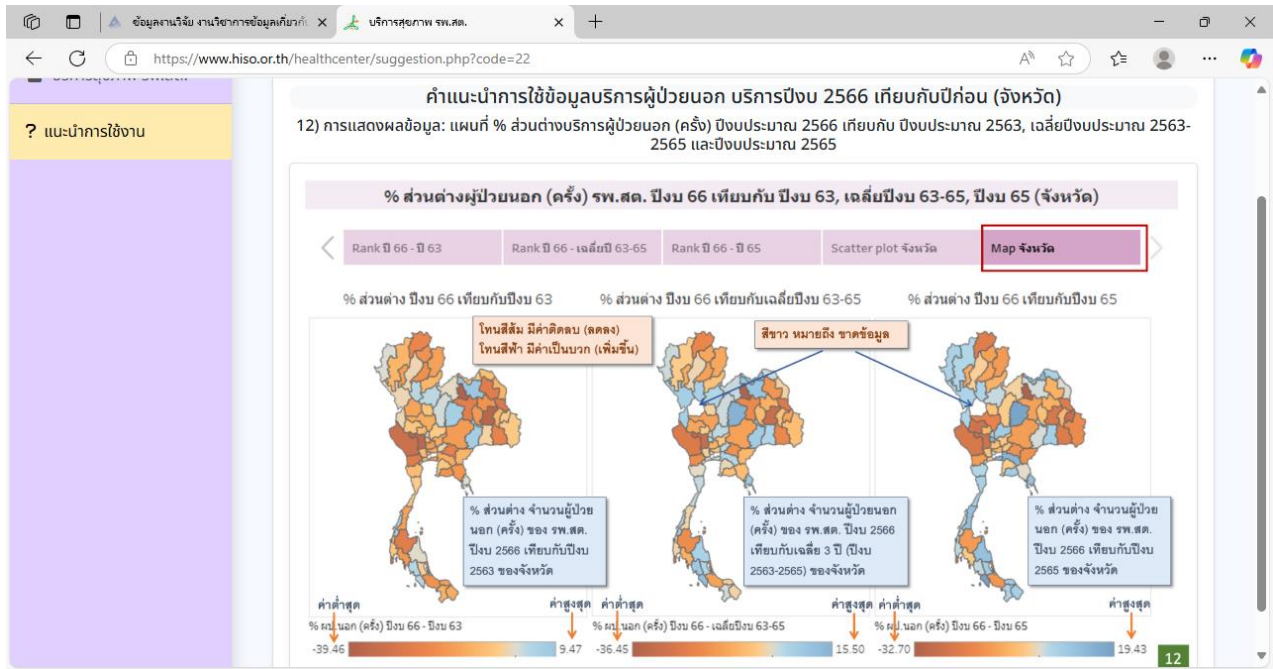 ข้อมูลงานวิจัย งานวิชาการข้อมูลเกี่ยวกั
บริการสุขภาพ รพ.สต.
https://www.hiso.or.th/healthcenter/suggestion.php?code=22
? แนะนำการใช้งาน
คำแนะนำการใช้ข้อมูลบริการผู้ป่วยนอก บริการปีงบ 2566 เทียบกับปีก่อน (จังหวัด)
12) การแสดงผลข้อมูล: แผนที่ % ส่วนต่างบริการผู้ป่วยนอก (ครั้ง) ปีงบประมาณ 2566 เทียบกับ ปีงบประมาณ 2563, เฉลี่ยปีงบประมาณ 2563-
2565 และปีงบประมาณ 2565
% ส่วนต่างผู้ป่วยนอก (ครั้ง) รพ.สต. ปีงบ 66 เทียบกับ ปีงบ 63, เฉลี่ยปีงบ 63-65, ปีงบ 65 (จังหวัด)
Rank ปี 66 - ปี 63
Rank ปี 66 - เฉลี่ยปี 63-65
Rank ปี 66 - ปี 65
Scatter plot จังหวัด
Map จังหวัด
% ส่วนต่าง ปีงบ 66 เทียบกับปีงบ 63
% ส่วนต่าง ปีงบ 66 เทียบกับเฉลี่ยปีงบ 63-65
% ส่วนต่าง ปีงบ 66 เทียบกับปีงบ 65
โทนสีส้ม มีค่าติดลบ (ลดลง)
โทนสีฟ้า มีค่าเป็นบวก (เพิ่มขึ้น)
สีขาว หมายถึง ขาดข้อมูล
% ส่วนต่าง จำนวนผู้ป่วย
นอก (ครั้ง) ของ รพ.สต.
ปีงบ 2566 เทียบกับปีงบ
2563 ของจังหวัด
% ส่วนต่าง จำนวนผู้ป่วยนอก
(ครั้ง) ของ รพ.สต. ปีงบ 2566
เทียบกับเฉลี่ย 3 ปี (ปีงบ
2563-2565) ของจังหวัด
% ส่วนต่าง จำนวนผู้ป่วย
นอก (ครั้ง) ของ รพ.สต.
ปีงบ 2566 เทียบกับปีงบ
2565 ของจังหวัด
ค่าต่ำสุด
ค่าสูงสุด
ค่าต่ำสุด
ค่าสูงสุด
ค่าต่ำสุด
ค่าสูงสุด
% ผป.นอก (ครั้ง) ปีงบ 66 - ปีงบ 63
% ผป.นอก (ครั้ง) ปีงบ 66 - เฉลี่ยปีงบ 63-65
% ผป.นอก (ครั้ง) ปีงบ 66 - ปีงบ 65
-39.46
9.47
-36.45
15.50
-32.70
19.43
12